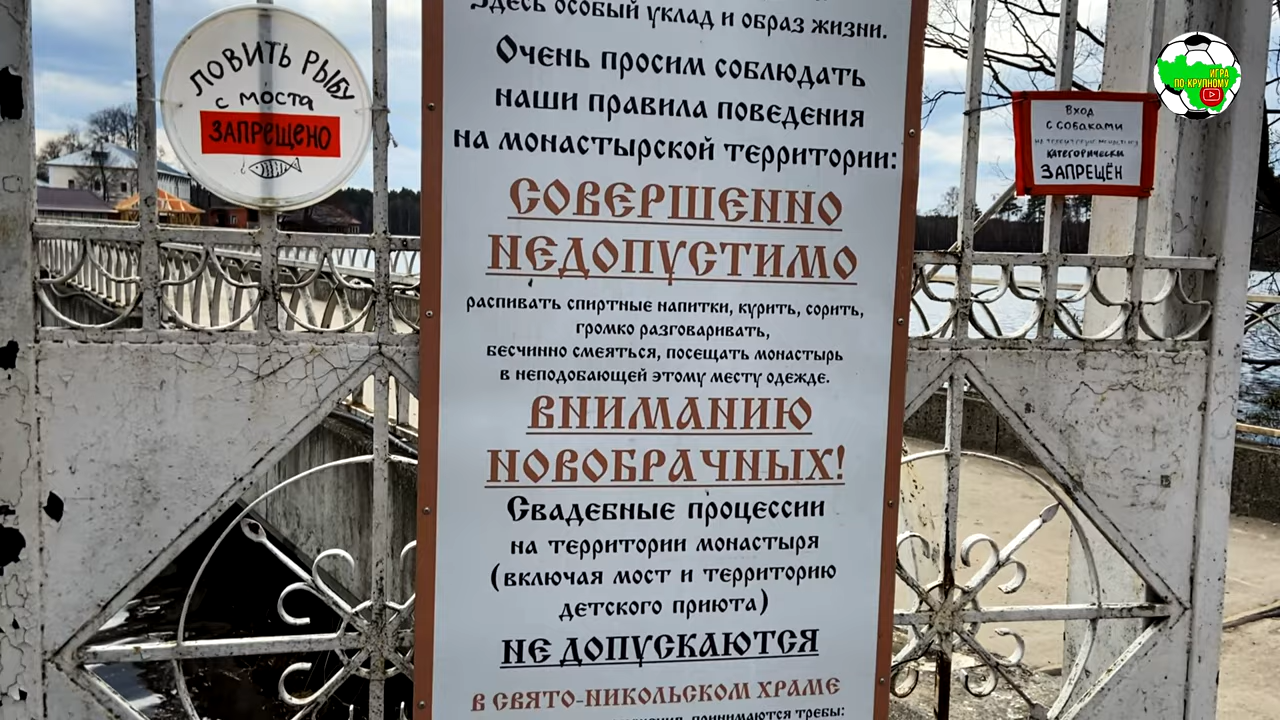 ЛОВИТЬ РЫБУ
с моста
ЗАПРЕЩЕНО
Здесь особый уклад и образ жизни.
Очень просим соблюдать
наши правила поведения
на монастырской территории:
СОВЕРШЕННО
НЕДОПУСТИМО
распивать спиртные напитки, курить, сорить,
громко разговаривать,
бесчинно смеяться, посещать монастырь
в неподобающей этому месту одежде.
ВНИМАНИЮ
НОВОБРАЧНЫХ!
Свадебные процессии
на территории монастыря
(включая мост и территорию
детского приюта)
НЕ ДОПУСКАЮТСЯ
В СВЯТО-НИКОЛЬСКОМ ХРАМЕ
принимаются требы:
Вход
с собаками
на территорию монастыря
категорически
ЗАПРЕЩЁН
ИГРА
ПО КРУПНОМУ